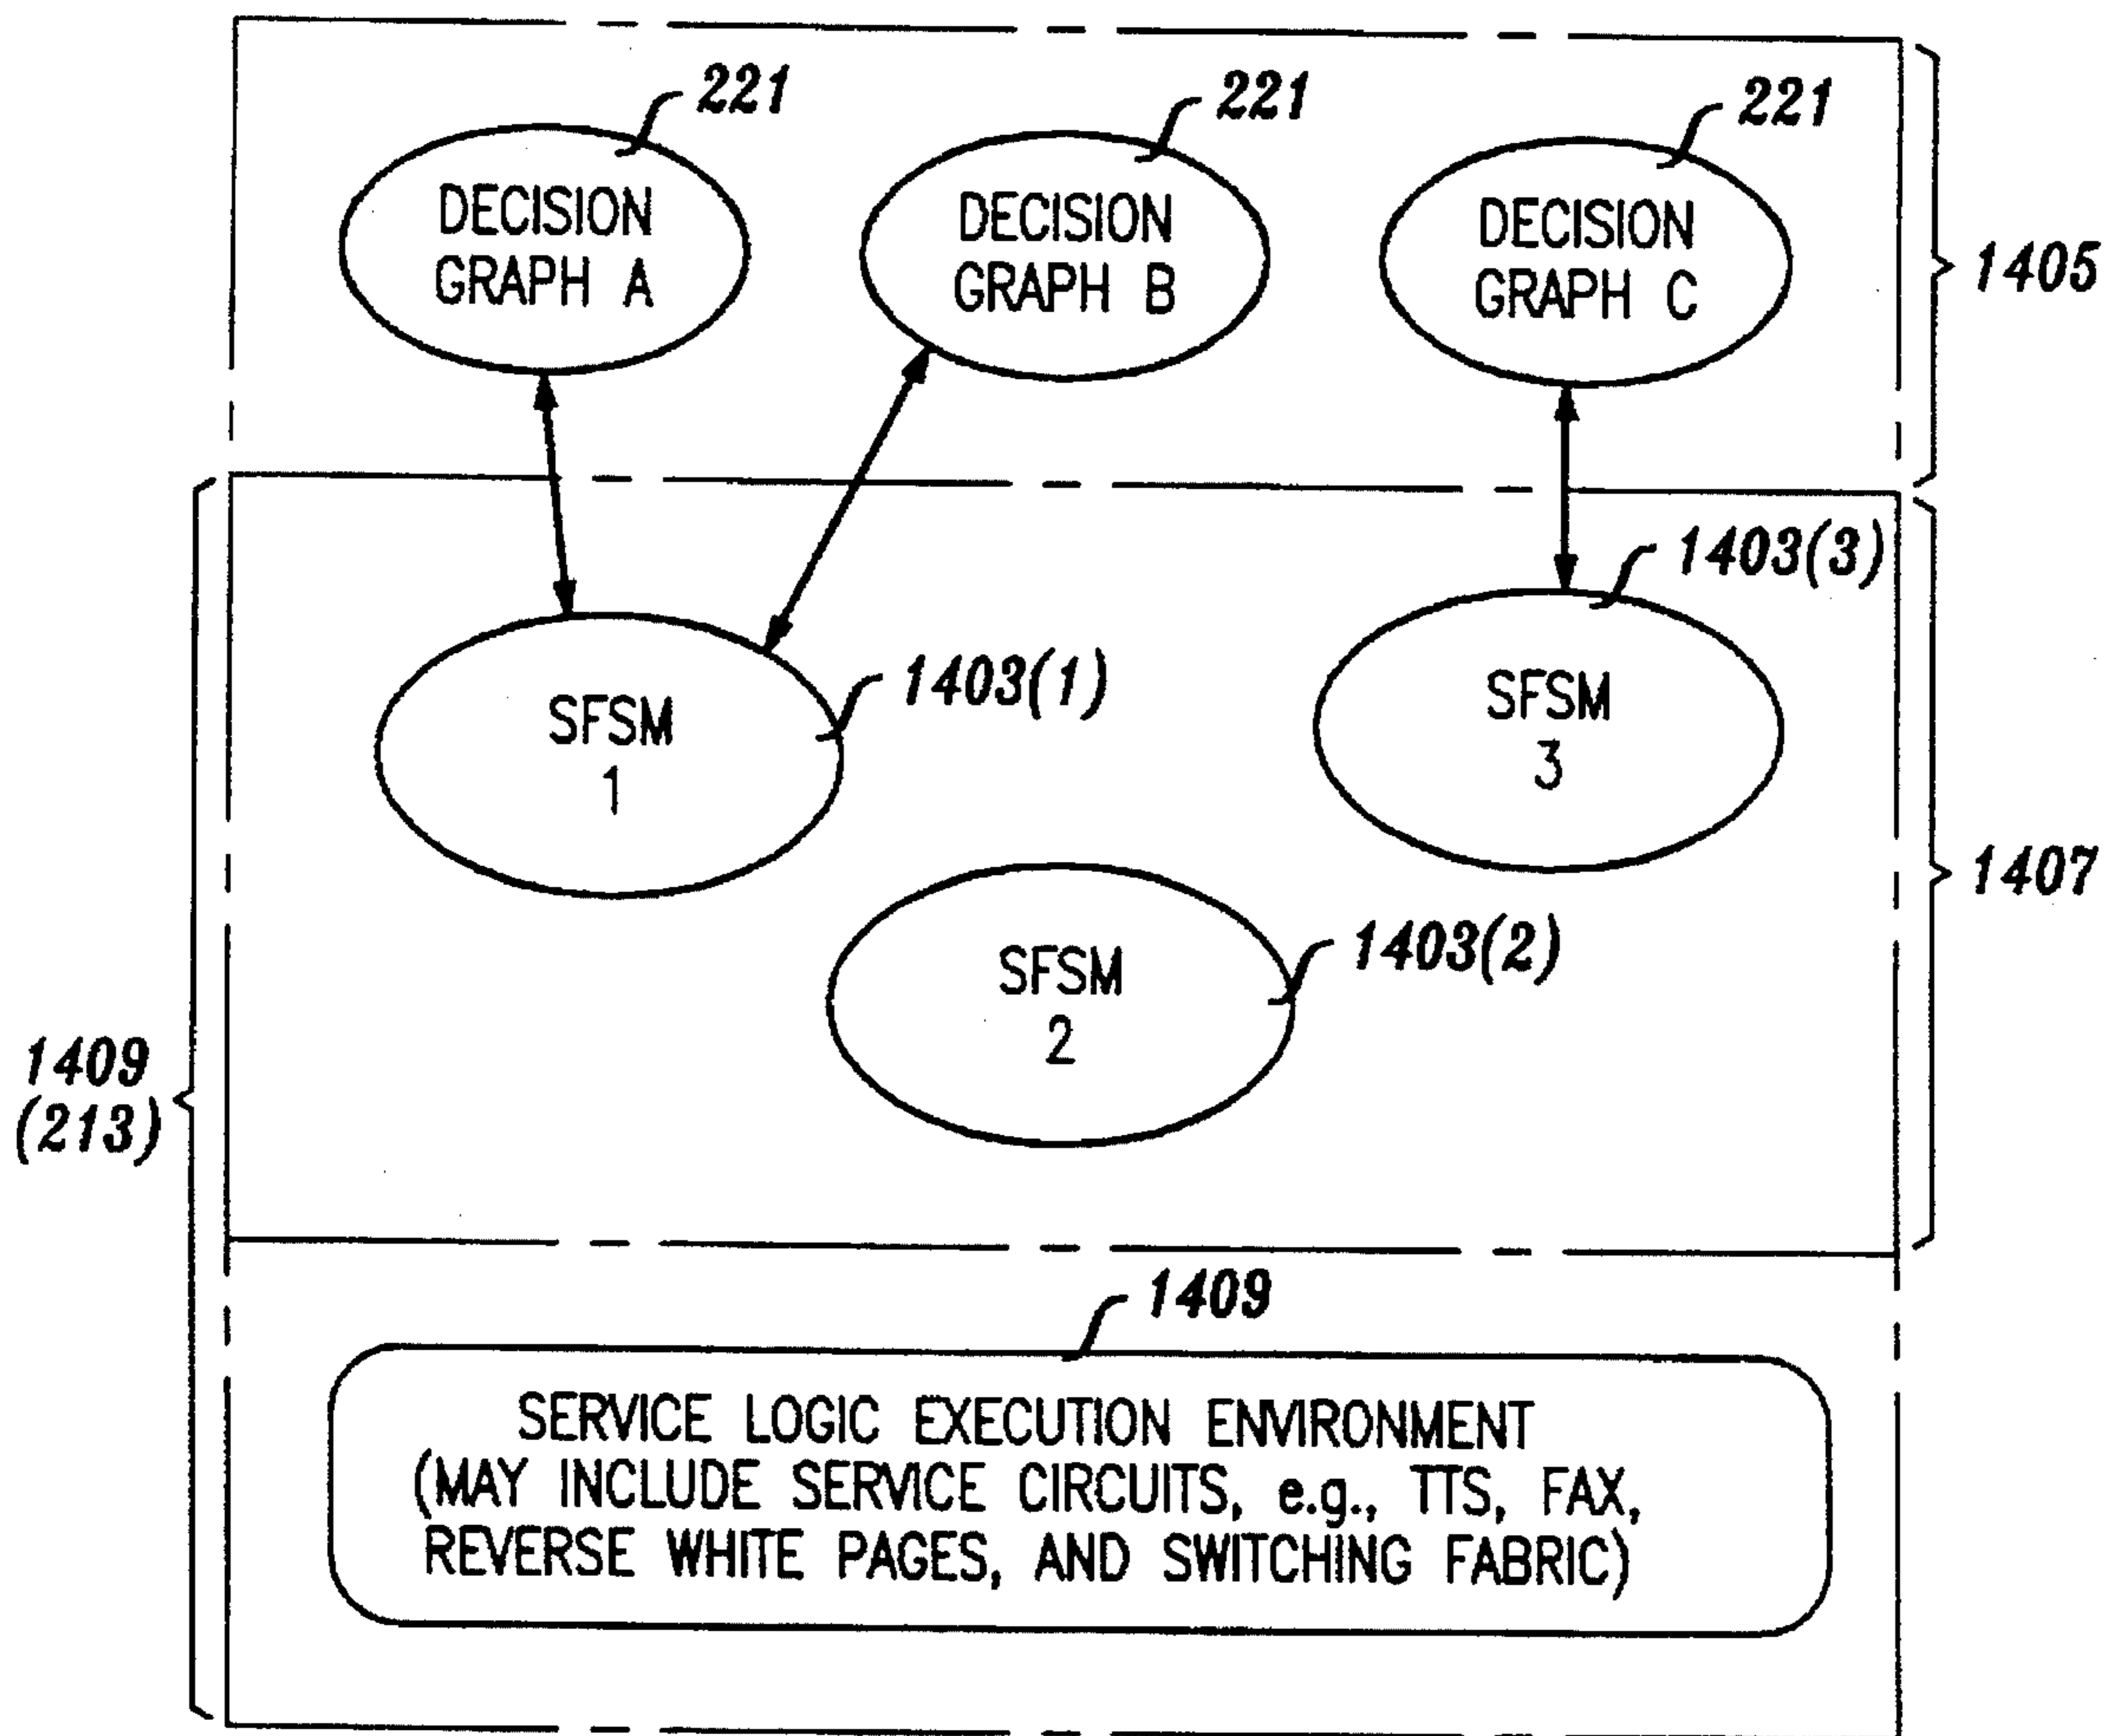 221
221
221
DECISION
GRAPH A
DECISION
GRAPH B
DECISION
GRAPH C
1405
1403(3)
1403(1)
SFSM
1
SFSM
3
1407
1403(2)
SFSM
2
1409
(213)
1409
SERVICE LOGIC EXECUTION ENVIRONMENT
(MAY INCLUDE SERVICE CIRCUITS, e.g., TTS, FAX,
REVERSE WHITE PAGES, AND SWITCHING FABRIC)